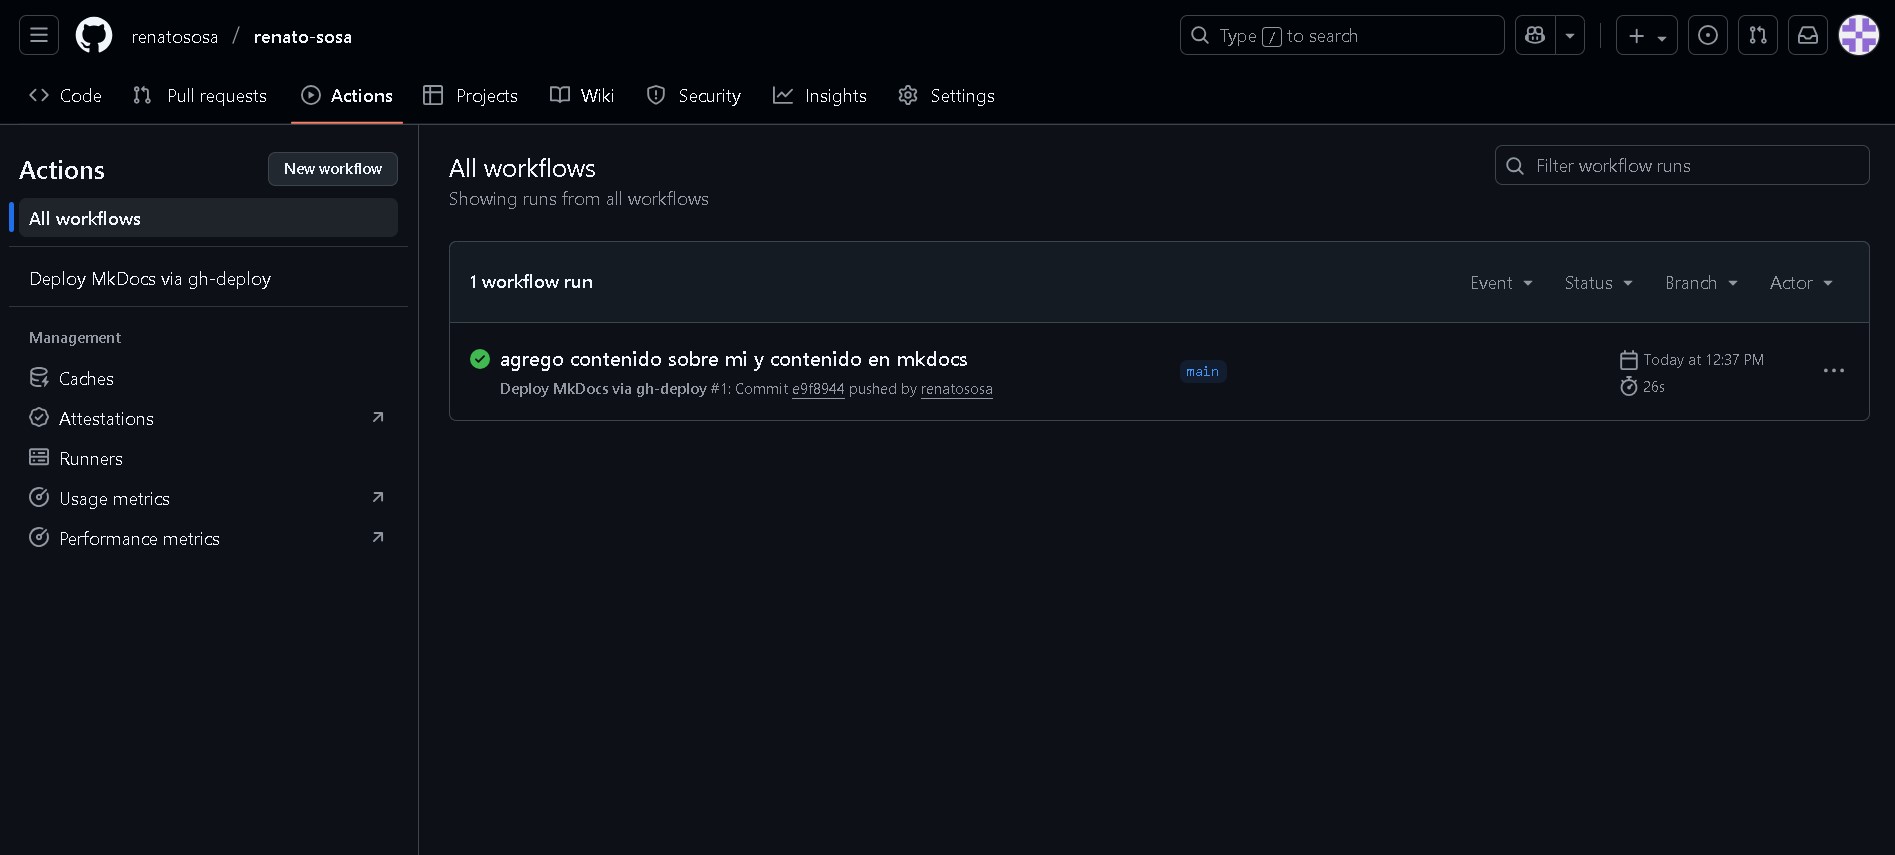 renatososa / renato-sosa
Type / to search
Code
Pull requests
Actions
Projects
Wiki
Security
Insights
Settings
Actions
New workflow
All workflows
Deploy MkDocs via gh-deploy
Management
Caches
Attestations
Runners
Usage metrics
Performance metrics
All workflows
Showing runs from all workflows
Filter workflow runs
1 workflow run
Event
Status
Branch
Actor
agrego contenido sobre mi y contenido en mkdocs
Deploy MkDocs via gh-deploy #1: Commit e9f8944 pushed by renatososa
main
Today at 12:37 PM
26s